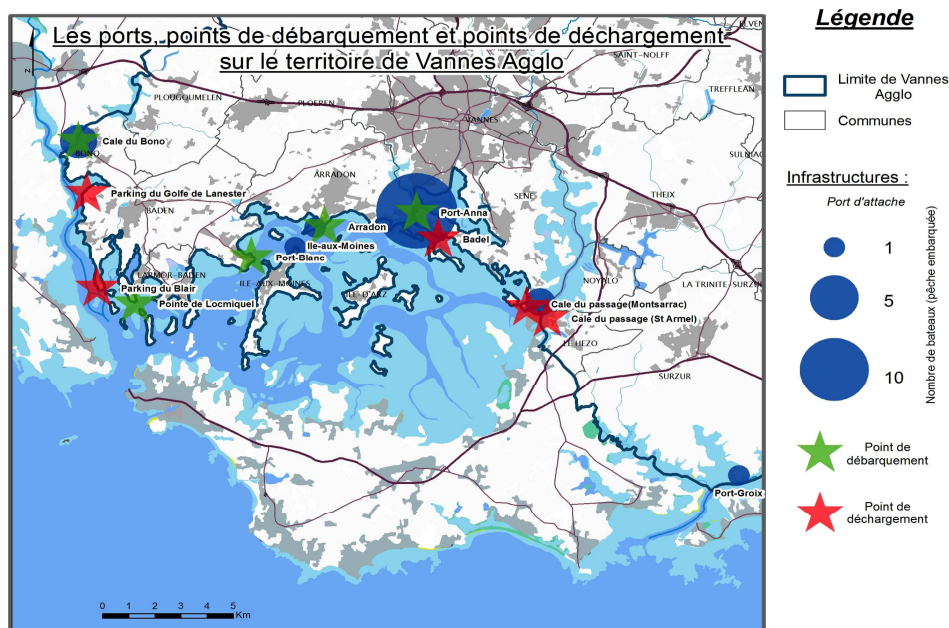 Les ports, points de débarquement et points de déchargement
sur le territoire de Vannes Agglo
N
ELVEN
SAINT-NOLFF
TREFFLEAN
PLOUGOUMELEN
PLOEREN
VANNES
SULNIAC
Cale du Bono
BONO
ARRADON
SENE
THEIX
Parking du Golfe de Lanester
BADEN
Port-Anna
Arradon
Badel
Ile-aux-Moines
Port-Blanc
LARMOR-BADEN
ILE-AUX-MOINES
ILE-D'ARZ
NOYALO
LA TRINITE-SURZUR
Parking du Blair
Pointe de Locmiquel
Cale du passage(Montsarrac)
Cale du passage (St Armel)
LE HEZO
SURZUR
Port-Groix
0 1 2 3 4 5
Km
Légende
Limite de Vannes
Agglo
Communes
Infrastructures :
Port d'attache
1
5
10
Nombre de bateaux (pêche embarquée)
Point de
débarquement
Point de
déchargement